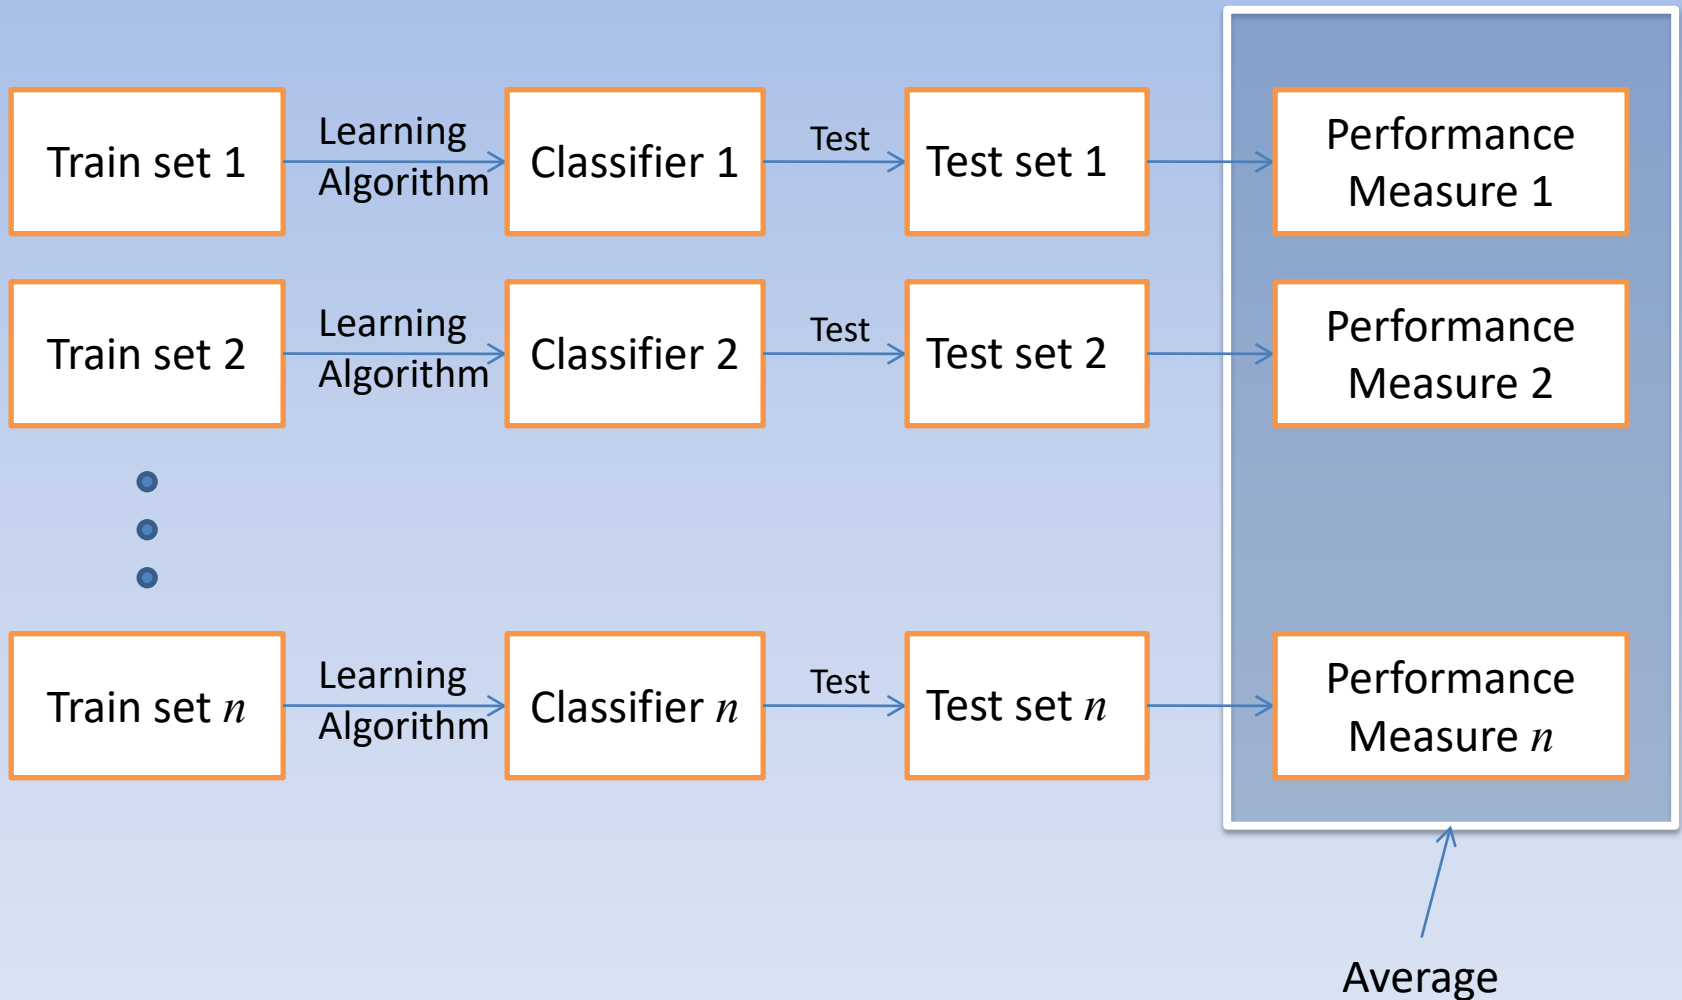 Train set 1
Learning
Algorithm
Classifier 1
Test
Test set 1
Performance
Measure 1
Train set 2
Learning
Algorithm
Classifier 2
Test
Test set 2
Performance
Measure 2
Train set n
Learning
Algorithm
Classifier n
Test
Test set n
Performance
Measure n
Average